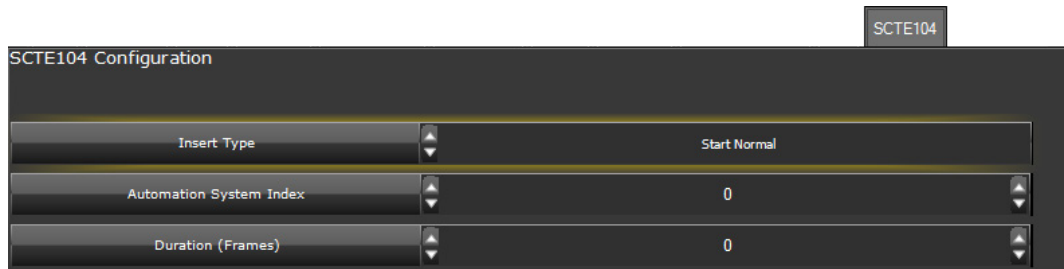 SCTE104
SCTE104 Configuration
Insert Type
Start Normal
Automation System Index
0
Duration (Frames)
0